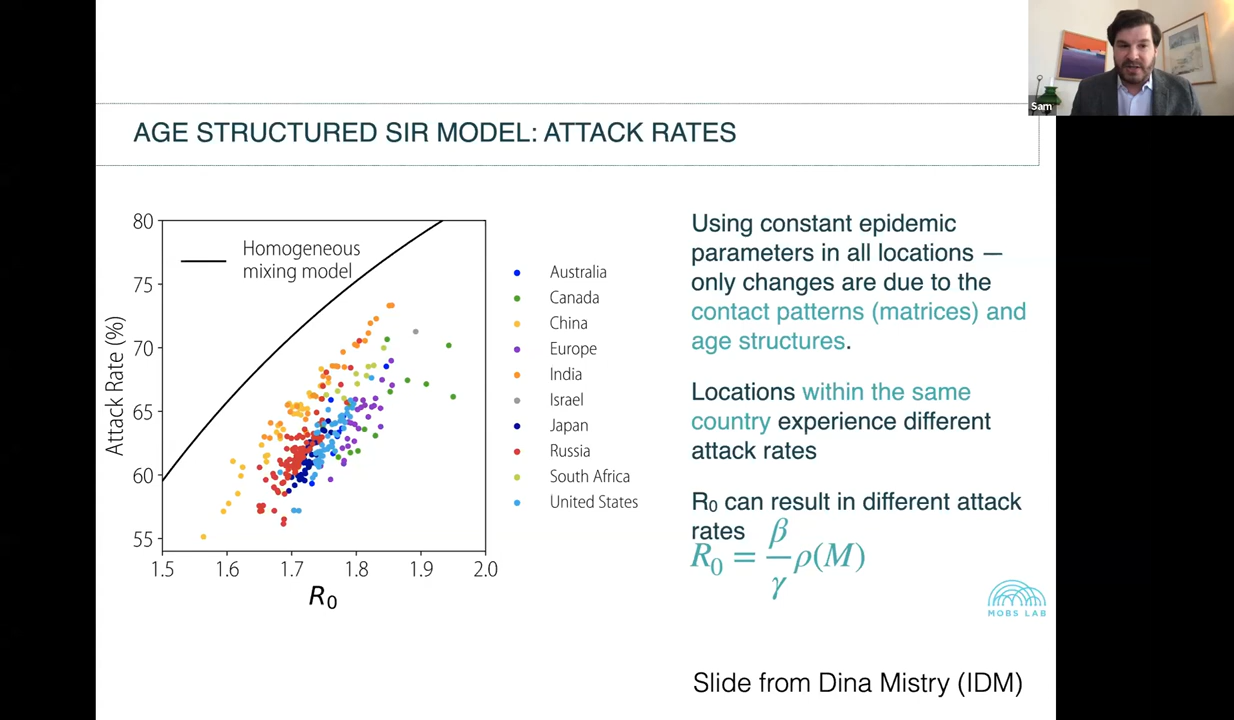 Sam
AGE STRUCTURED SIR MODEL: ATTACK RATES
80
75
70
65
60
55
Attack Rate (%)
Homogeneous
mixing model
1.5
1.6
1.7
1.8
1.9
2.0
R₀
Australia
Canada
China
Europe
India
Israel
Japan
Russia
South Africa
United States
Using constant epidemic
parameters in all locations —
only changes are due to the
contact patterns (matrices) and
age structures.
Locations within the same
country experience different
attack rates
R₀ can result in different attack
rates
R₀ = β/γ ρ(M)
MOBS LAB
Slide from Dina Mistry (IDM)